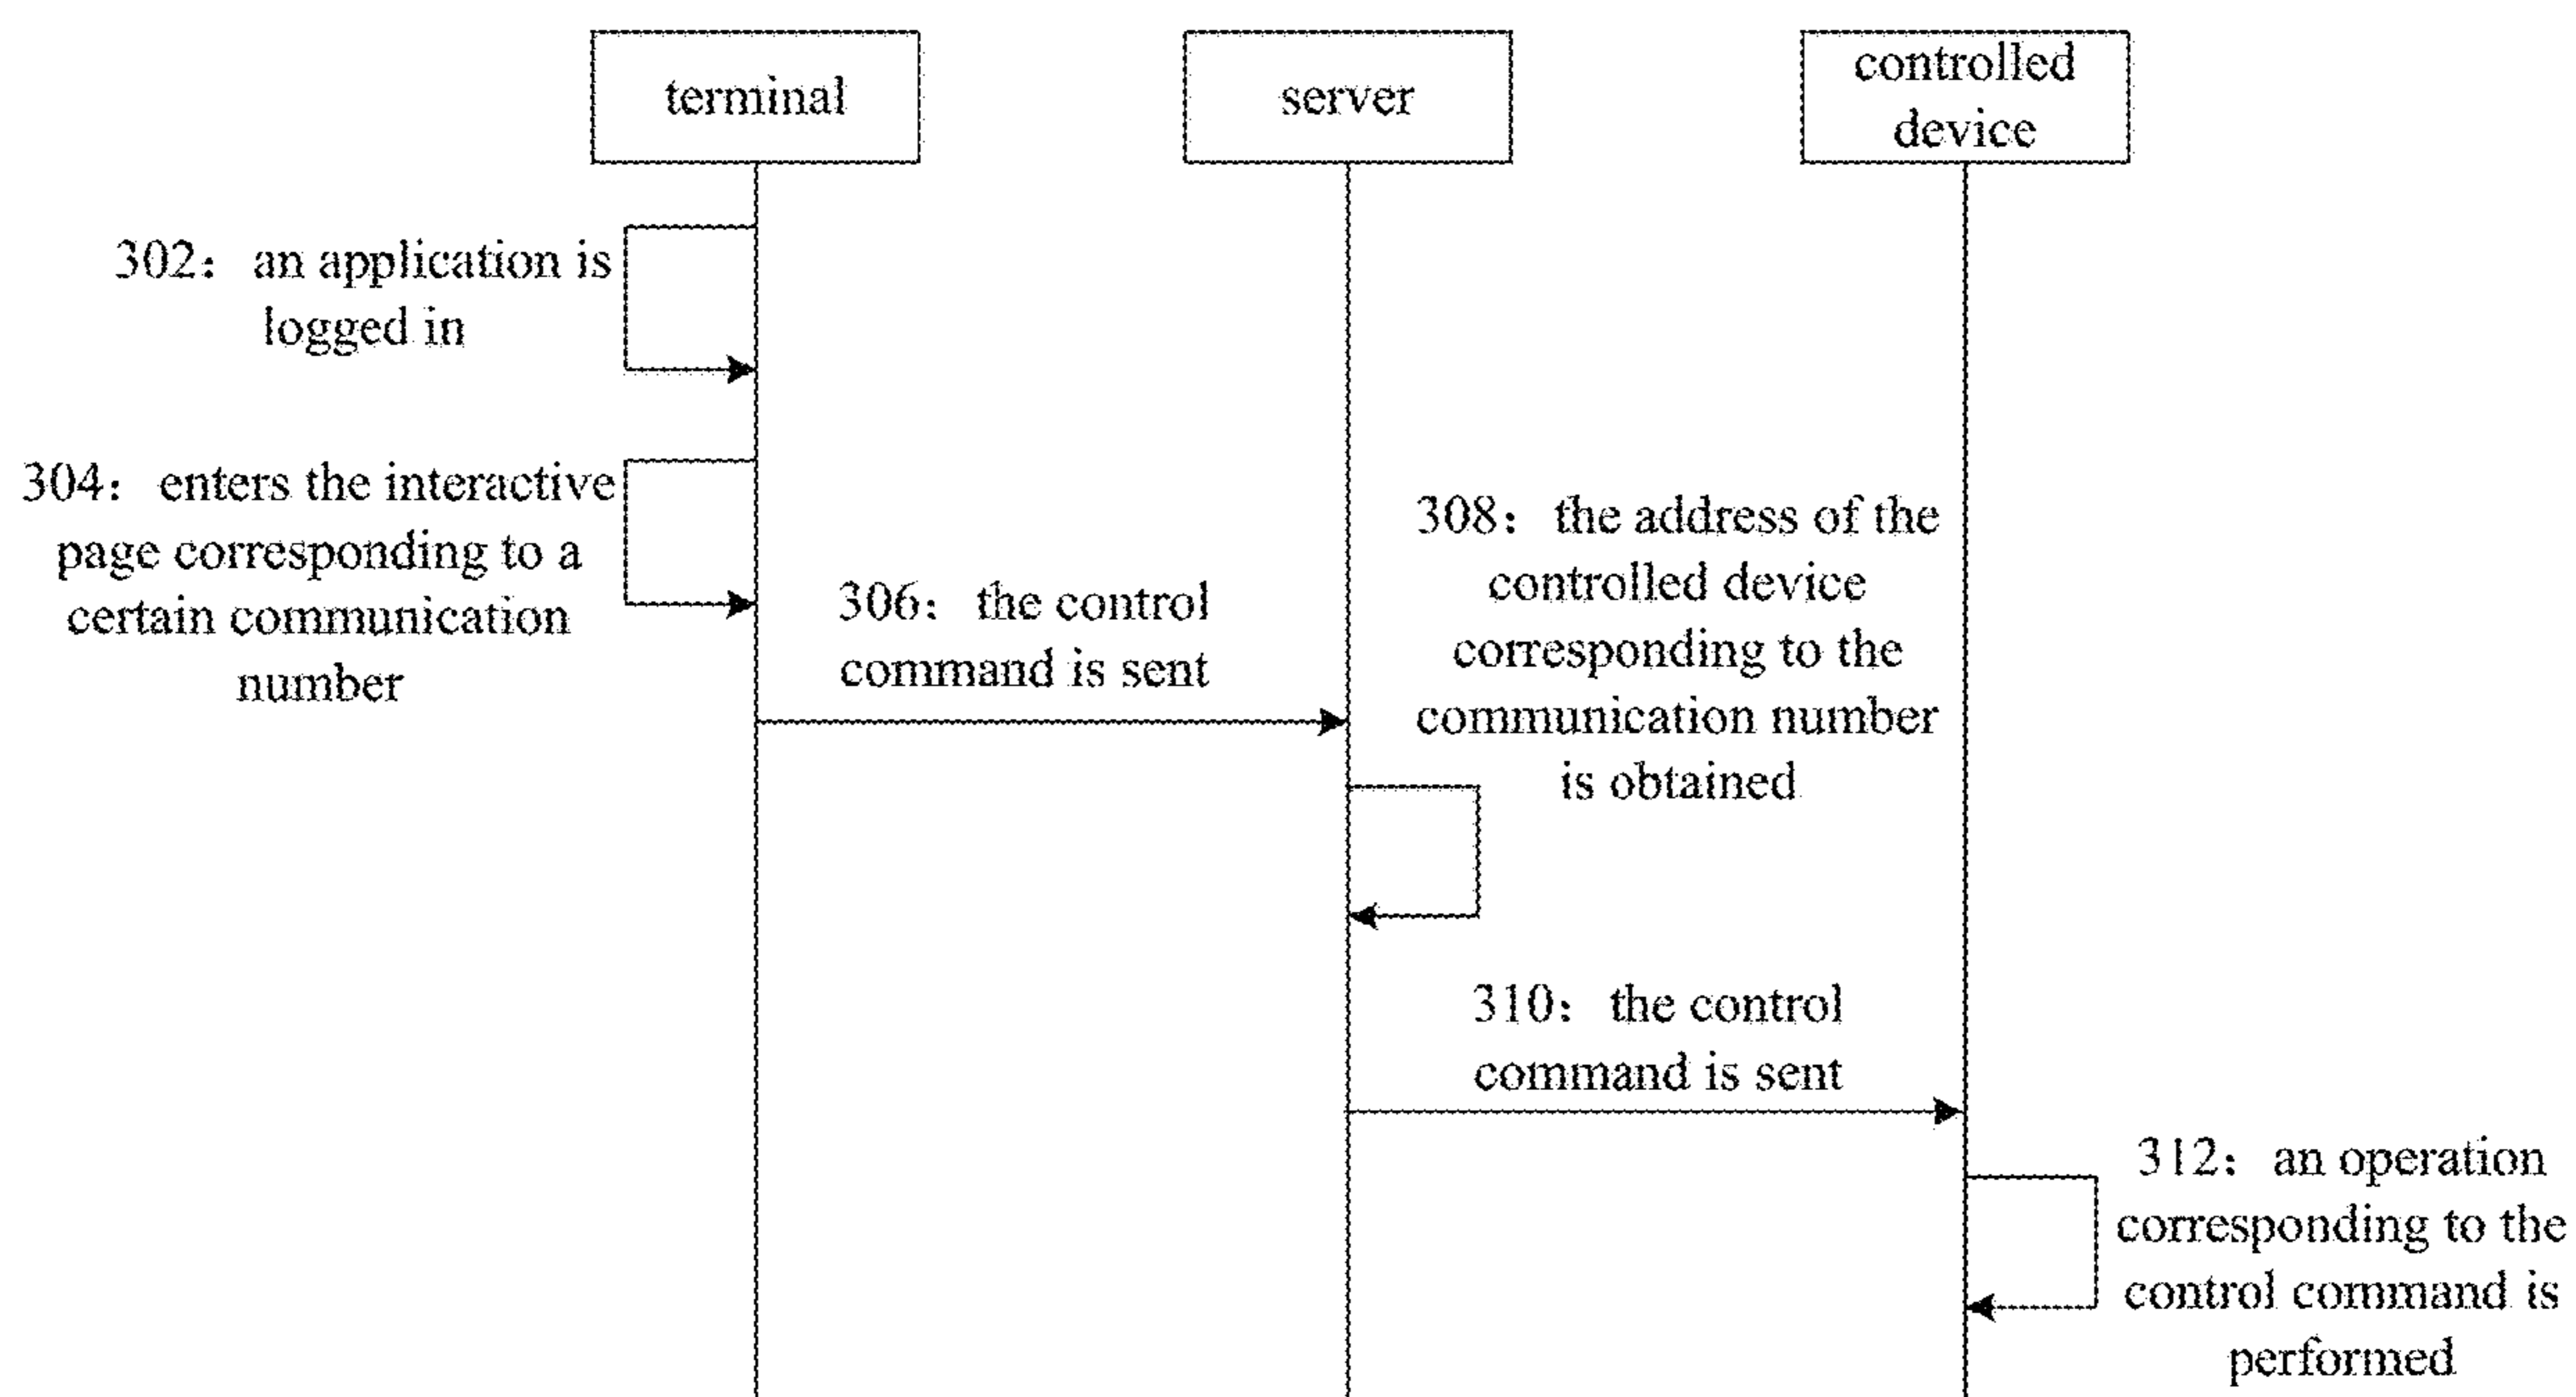 terminal
server
controlled
device
302：an application is
logged in
304：enters the interactive
page corresponding to a
certain communication
number
306：the control
command is sent
308：the address of the
controlled device
corresponding to the
communication number
is obtained
310：the control
command is sent
312：an operation
corresponding to the
control command is
performed